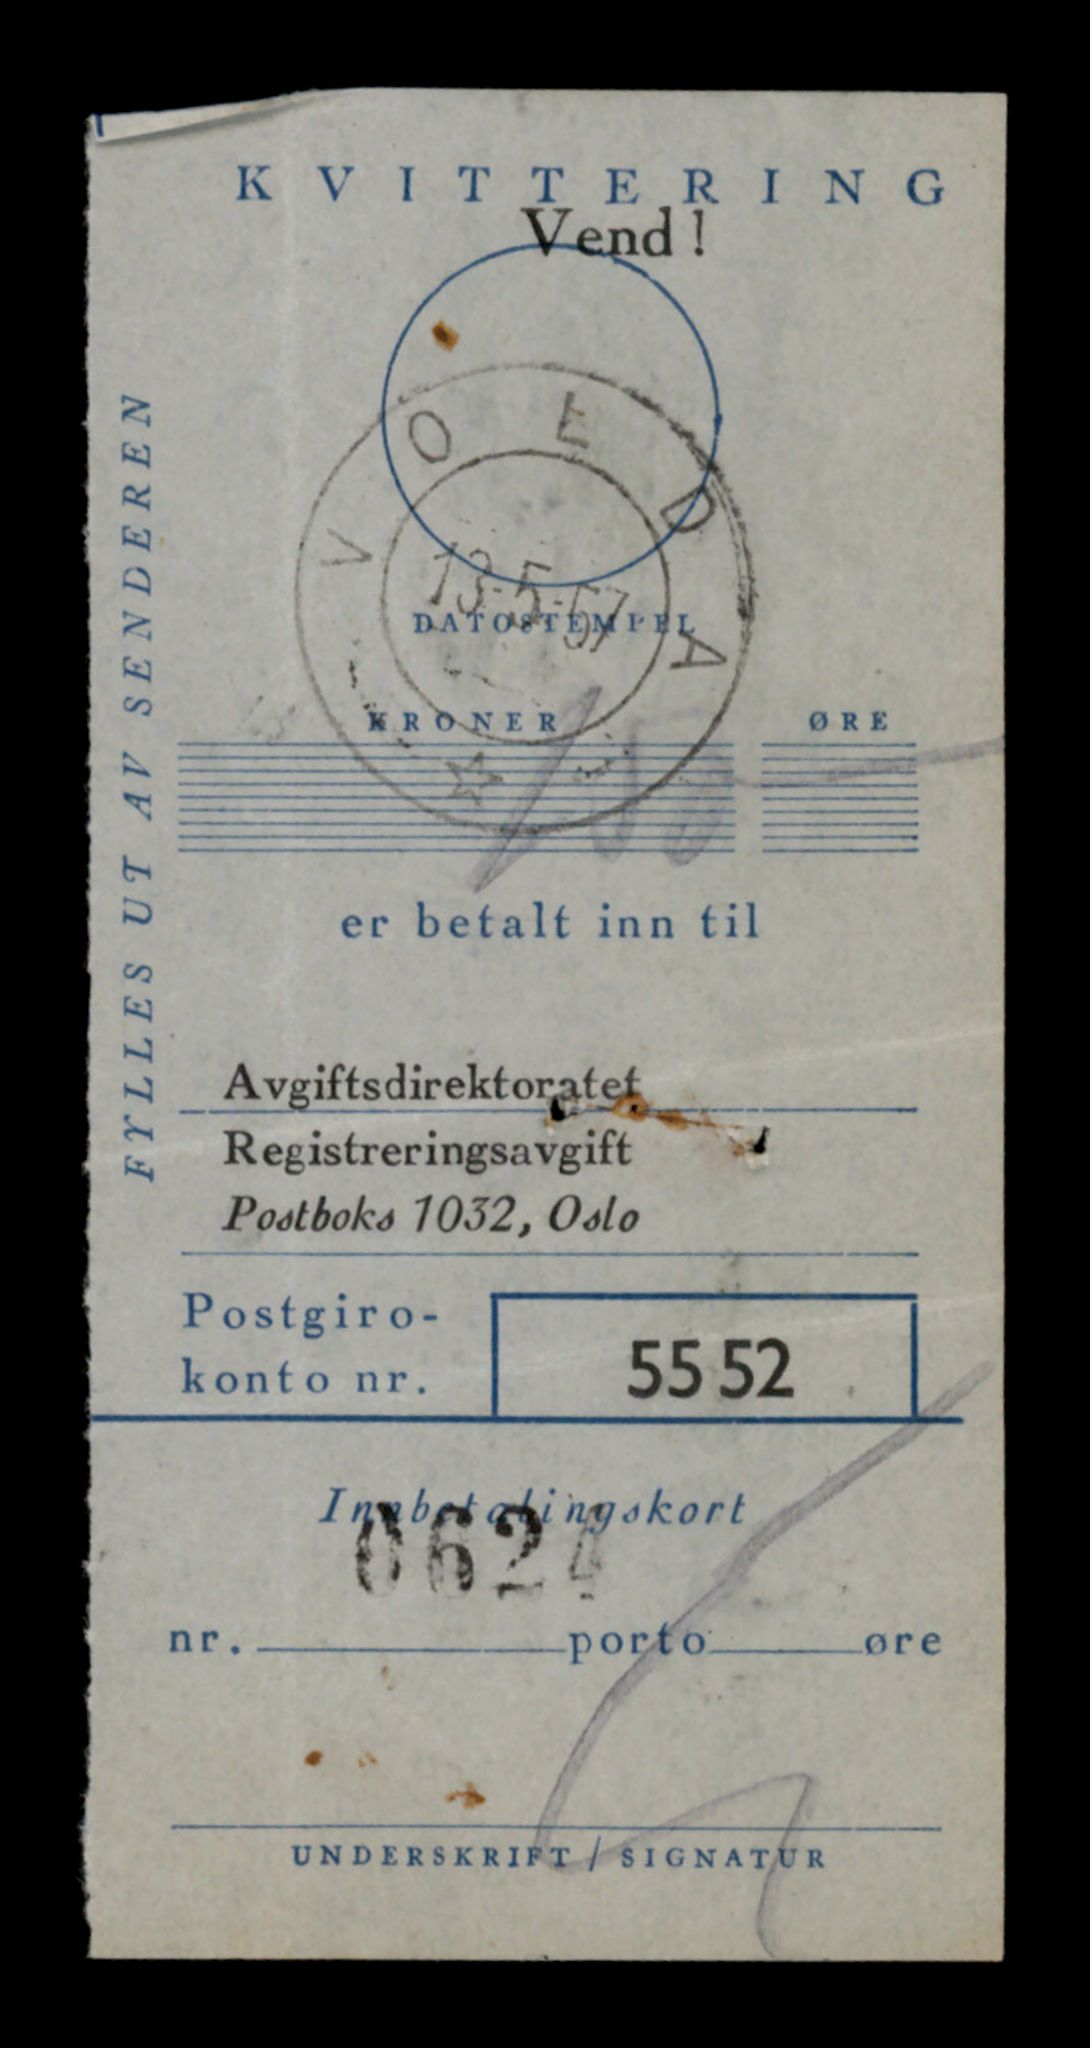 KVITTERING
Vend!
VOLDA
13-5-57
DATOSTEMPEL
KRONER ØRE
er betalt inn til
Avgiftsdirektoratet
Registreringsavgift
Postboks 1032, Oslo
Postgiro-
konto nr. 5552
Innbetalingskort
0624
nr. porto øre
UNDERSKRIFT / SIGNATUR
FYLLES UT AV SENDEREN